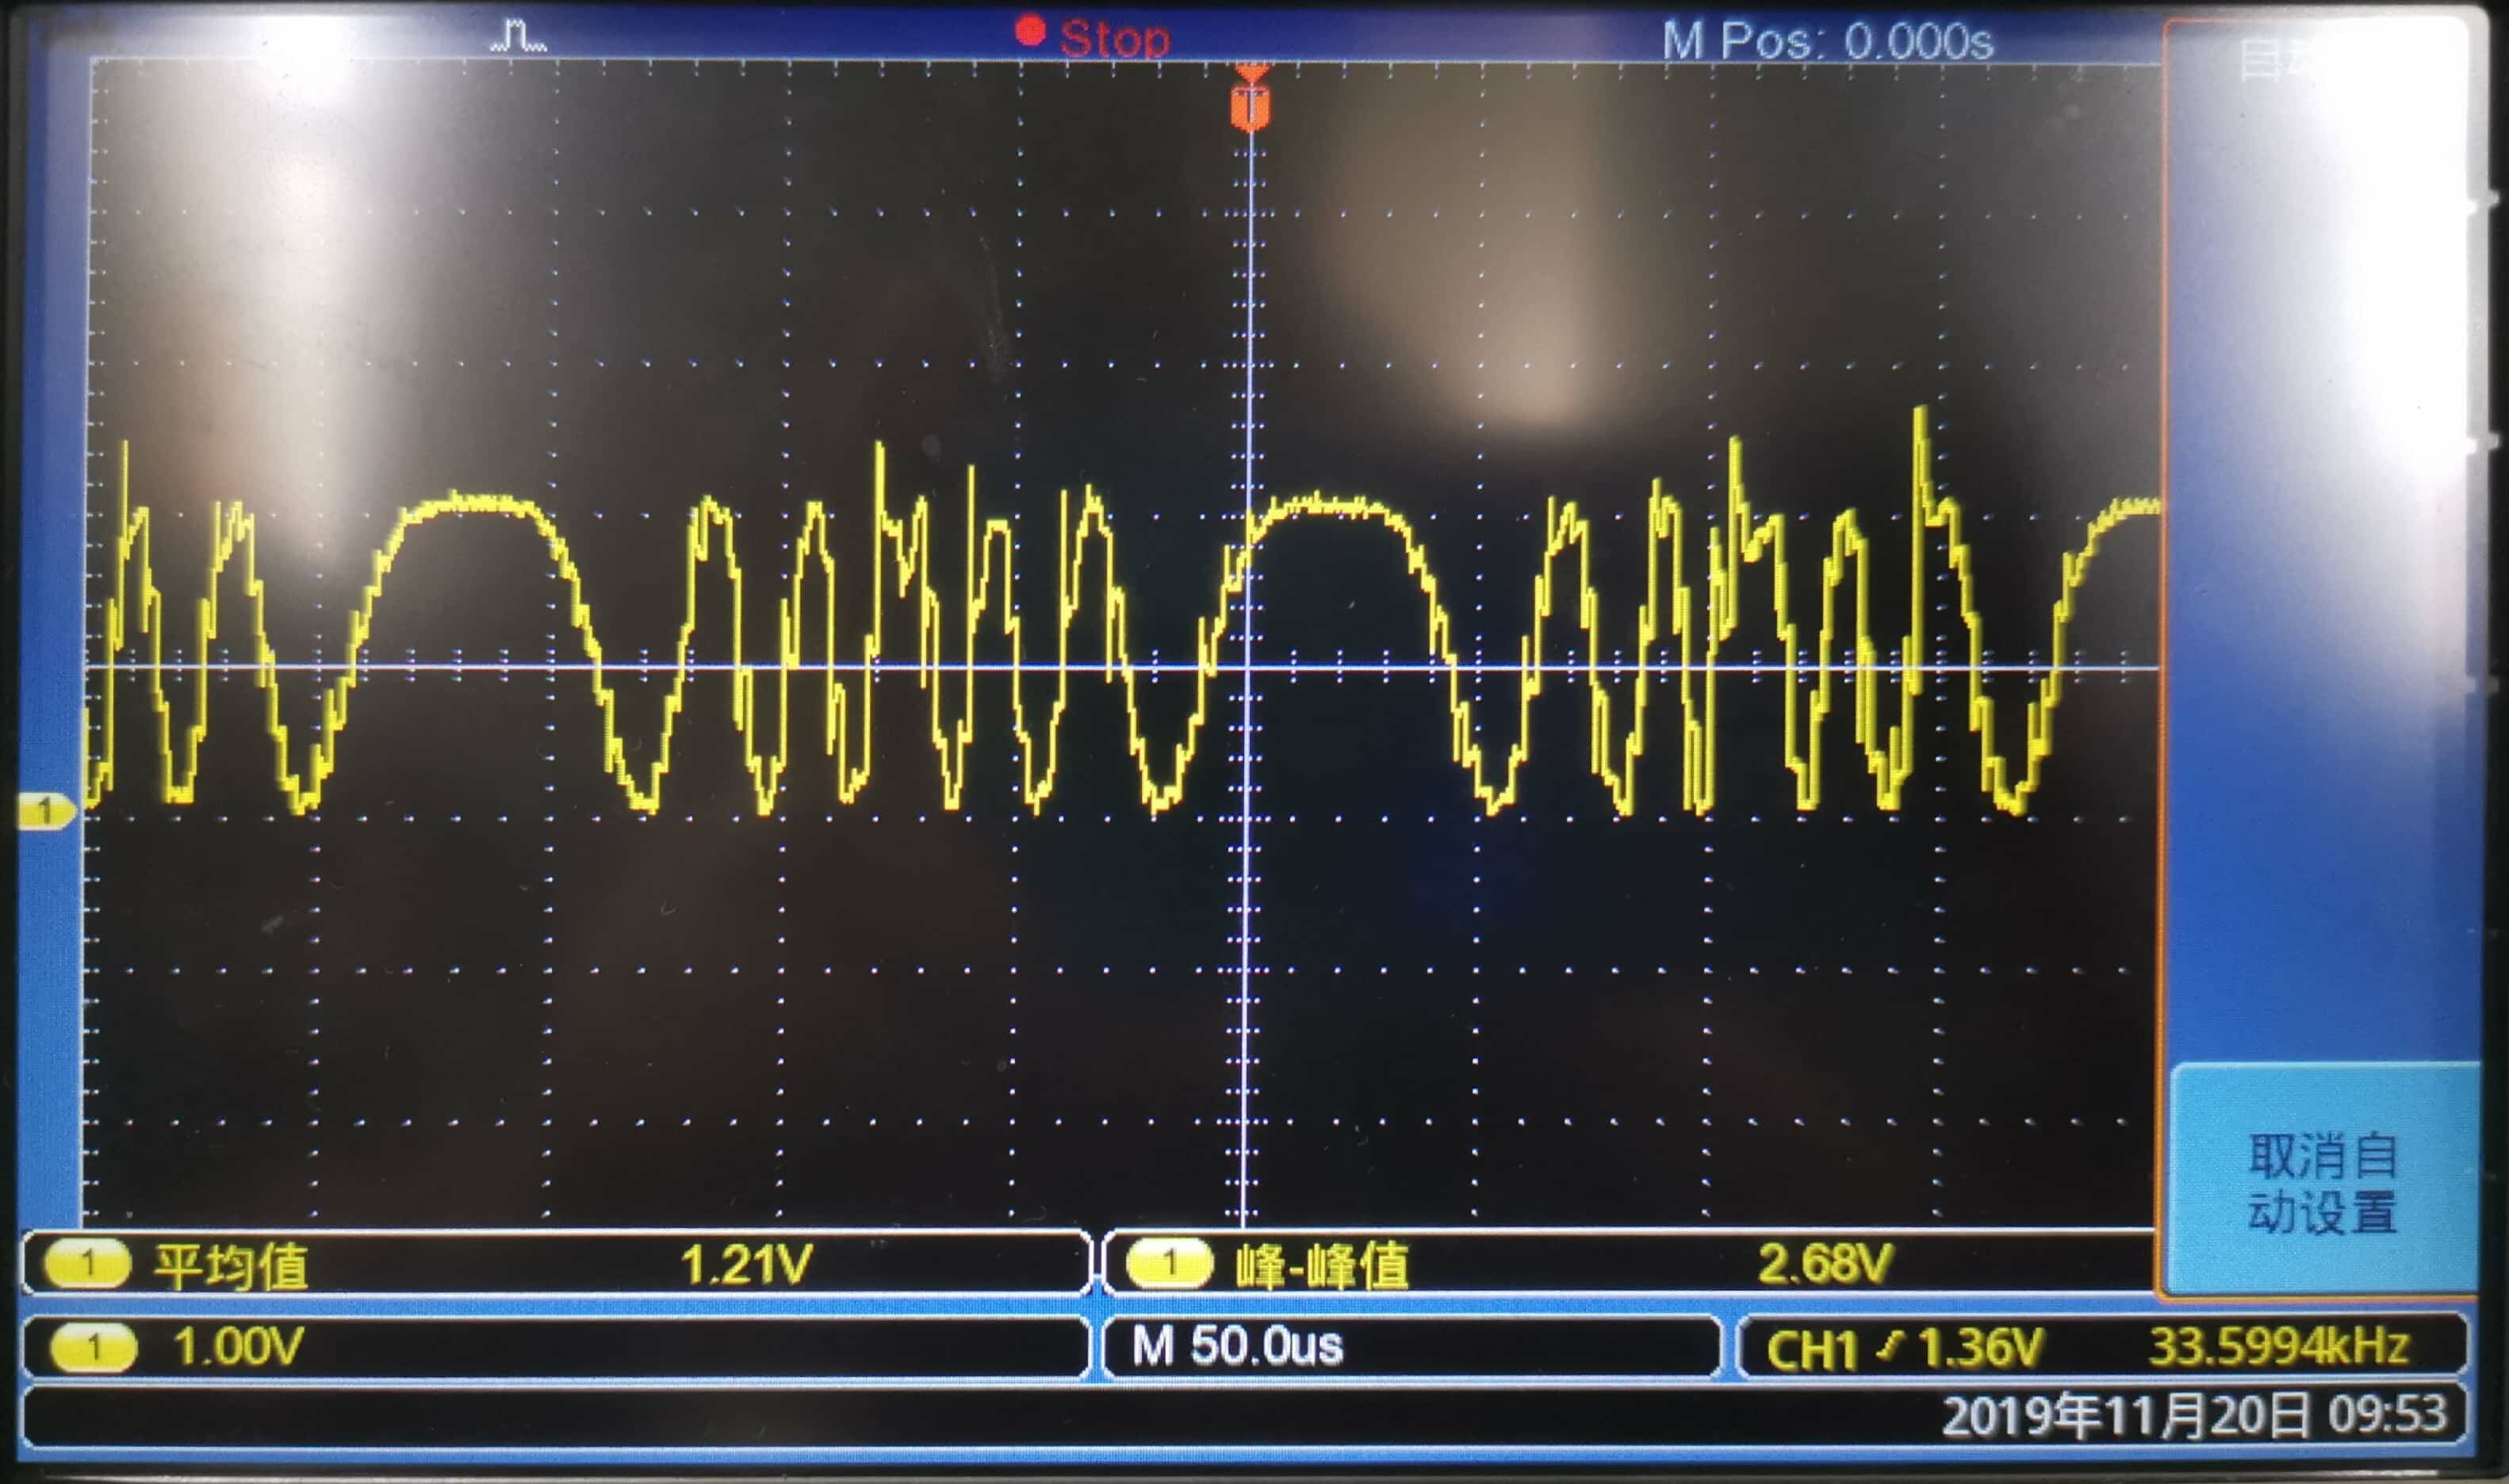 Stop
M Pos: 0.000s
T
1
取消自
动设置
1 平均值 1.21V
1 峰-峰值 2.68V
1 1.00V
M 50.0us
CH1 1.36V 33.5994kHz
2019年11月20日 09:53